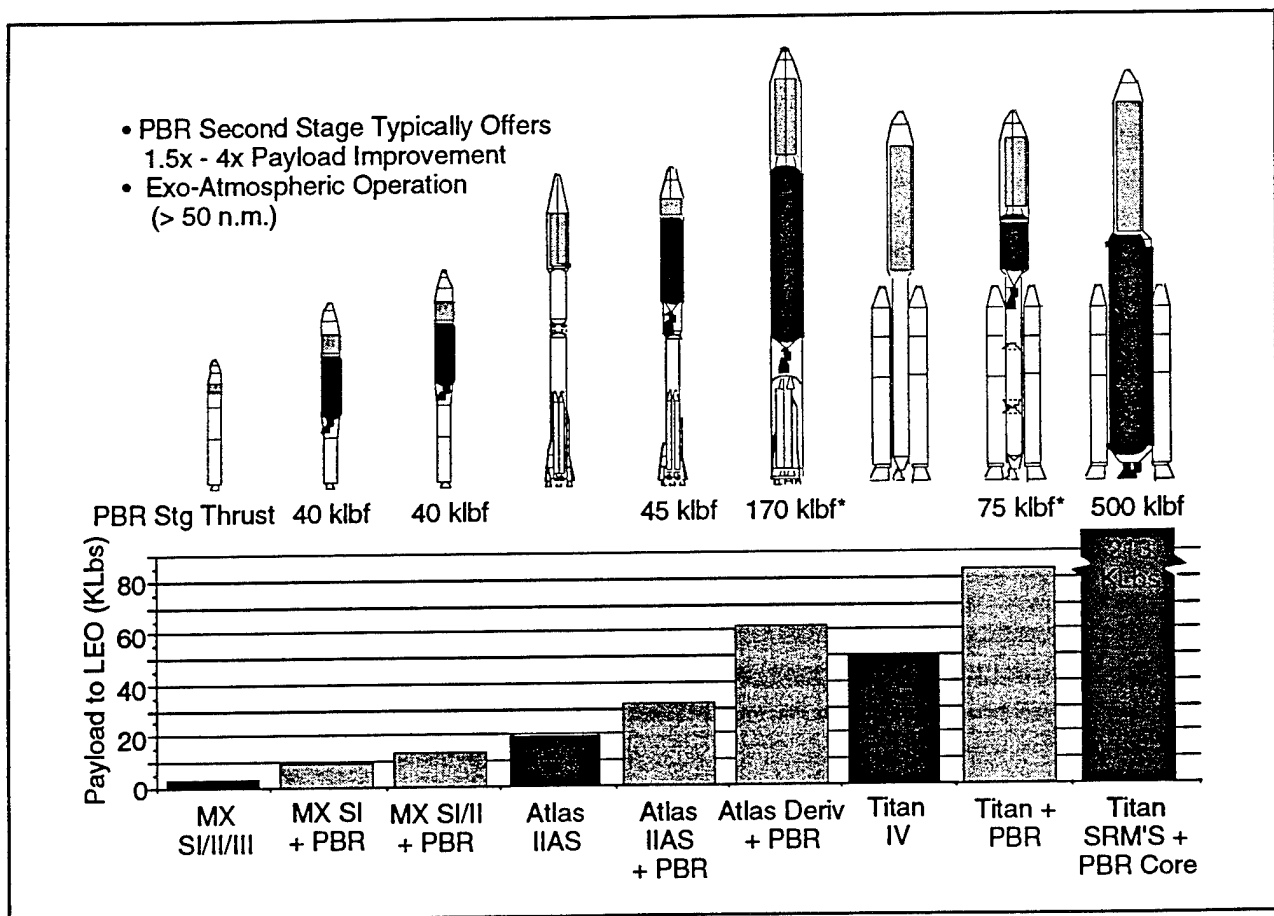 • PBR Second Stage Typically Offers
1.5x - 4x Payload Improvement
• Exo-Atmospheric Operation
(> 50 n.m.)
PBR Stg Thrust 40 klbf 40 klbf 45 klbf 170 klbf* 75 klbf* 500 klbf
Payload to LEO (KLbs)
80
60
40
20
0
KLbs
MX
SI/II/III
MX SI
+ PBR
MX SI/II
+ PBR
Atlas
IIAS
Atlas
IIAS
+ PBR
Atlas Deriv
+ PBR
Titan
IV
Titan +
PBR
Titan
SRM'S +
PBR Core